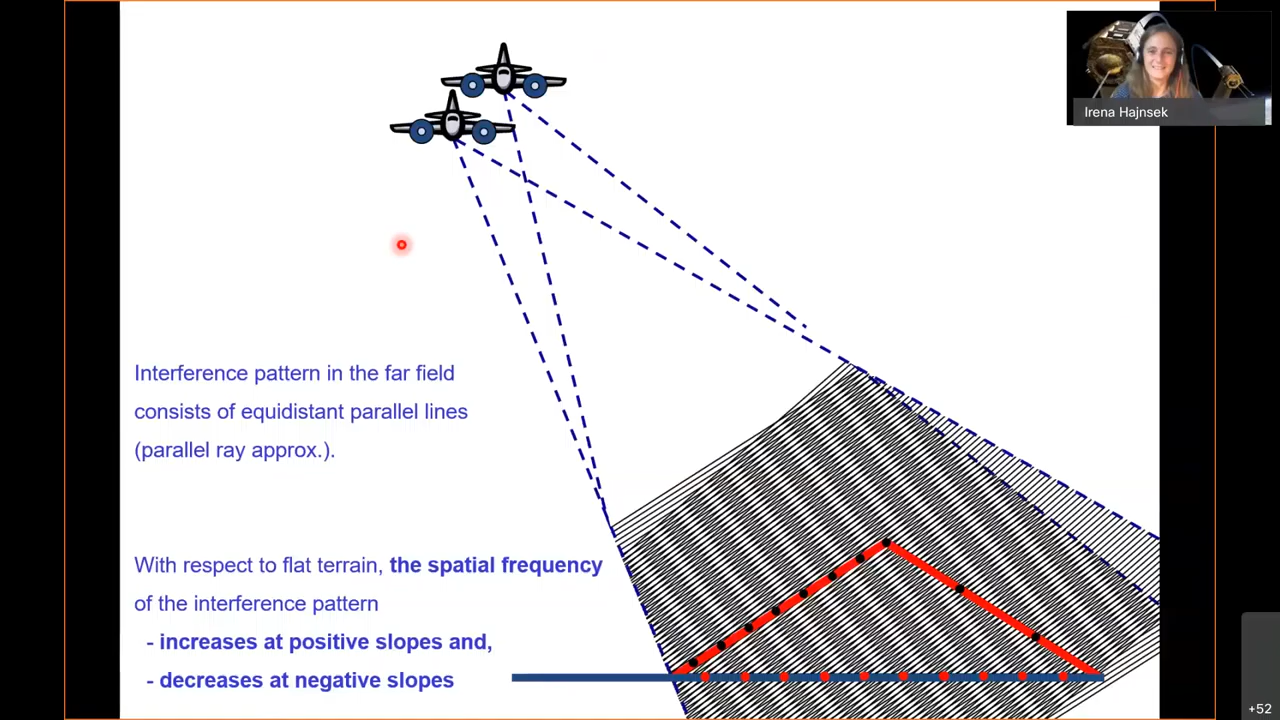 Irena Hajnsek
Interference pattern in the far field
consists of equidistant parallel lines
(parallel ray approx.).
With respect to flat terrain, the spatial frequency
of the interference pattern
- increases at positive slopes and,
- decreases at negative slopes
+52